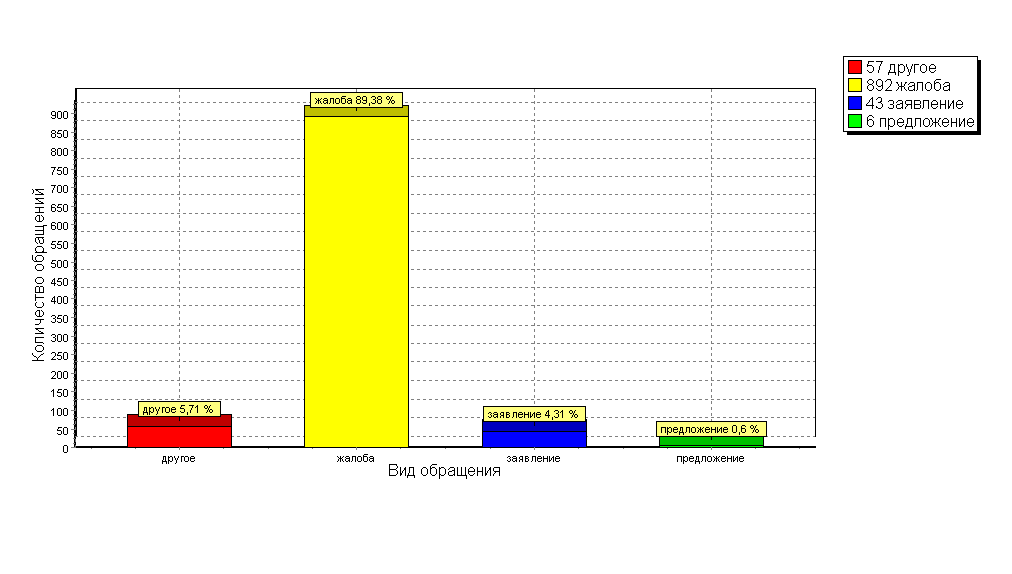 57 другое
892 жалоба
43 заявление
6 предложение
жалоба 89,38 %
900
850
800
750
700
650
600
550
500
450
400
350
300
250
200
150
100
50
0
Количество обращений
другое 5,71 %
заявление 4,31 %
предложение 0,6 %
другое
жалоба
заявление
предложение
Вид обращения